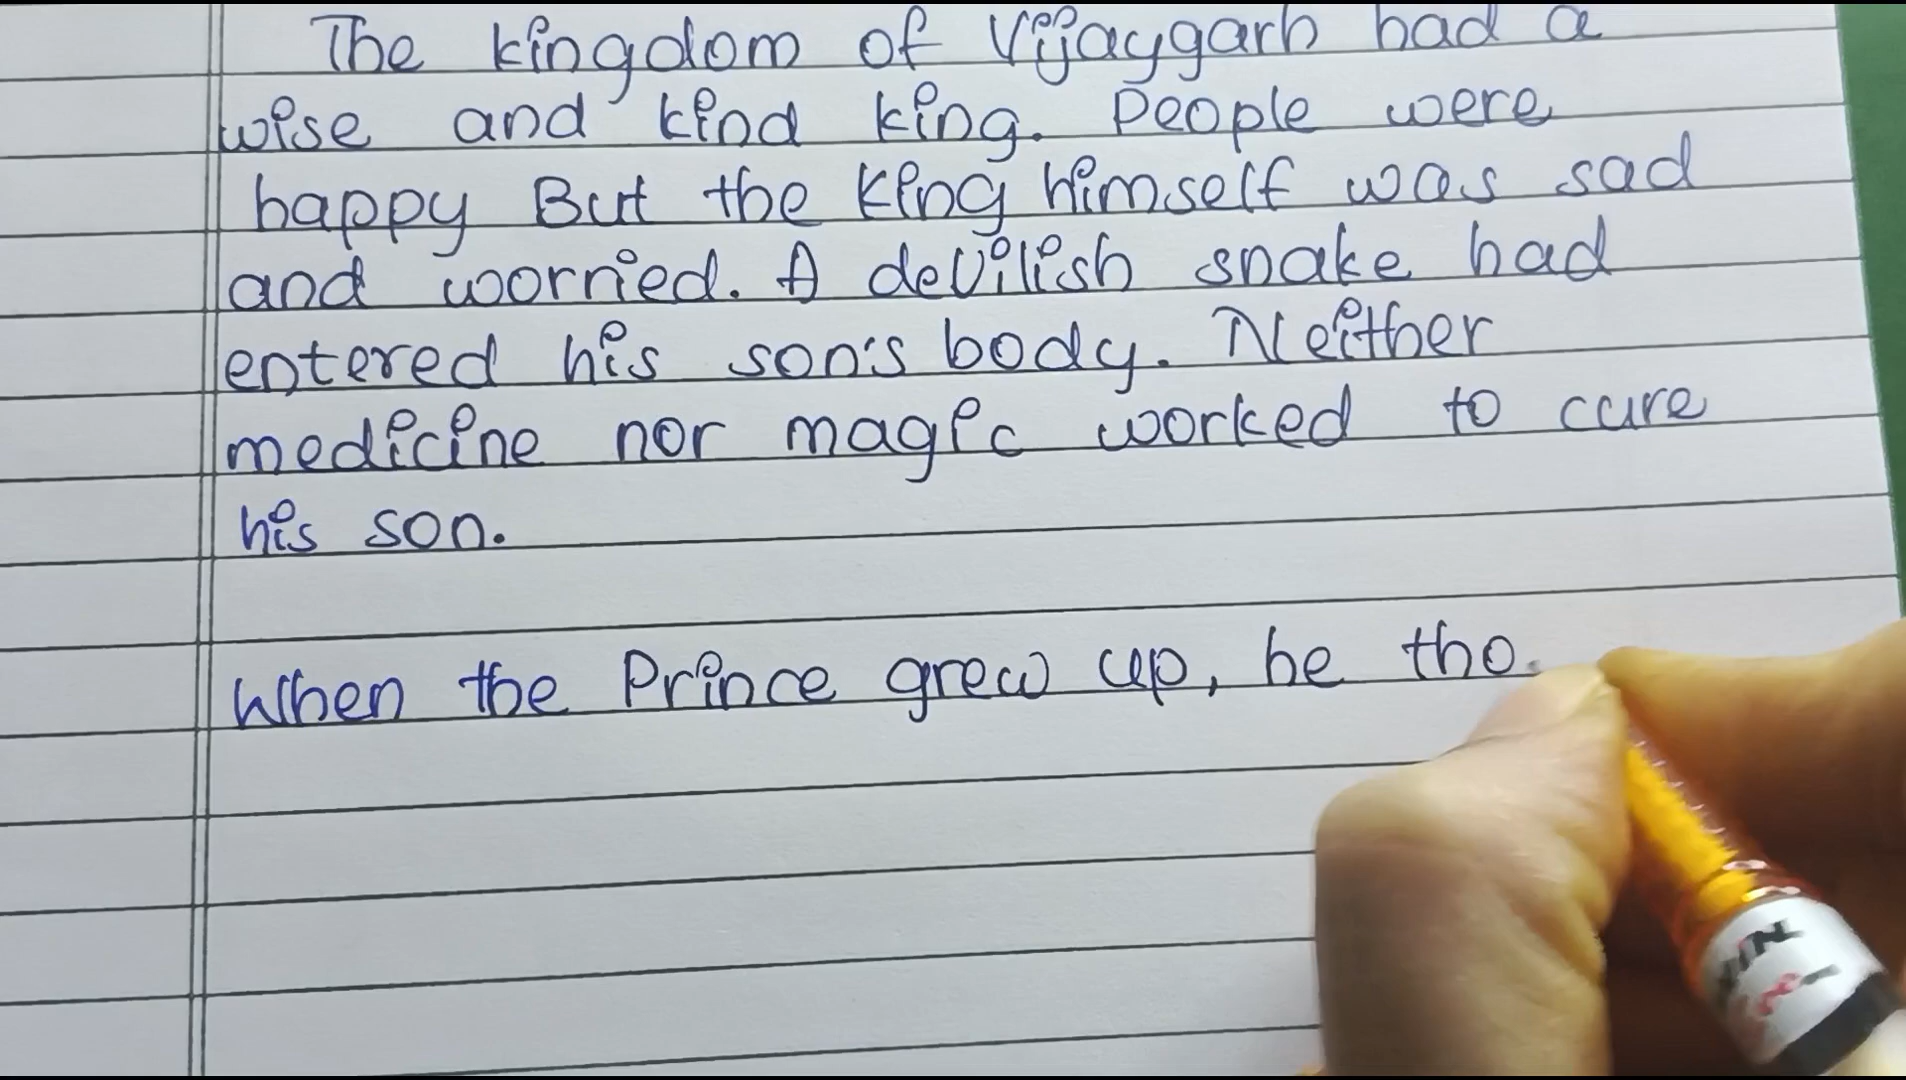 The kingdom of Vijaygarh had a
wise and kind king. People were
happy But the King himself was sad
and worried. A devilish snake had
entered his son's body. Neither
medicine nor magic worked to cure
his son.
When the Prince grew up, he tho